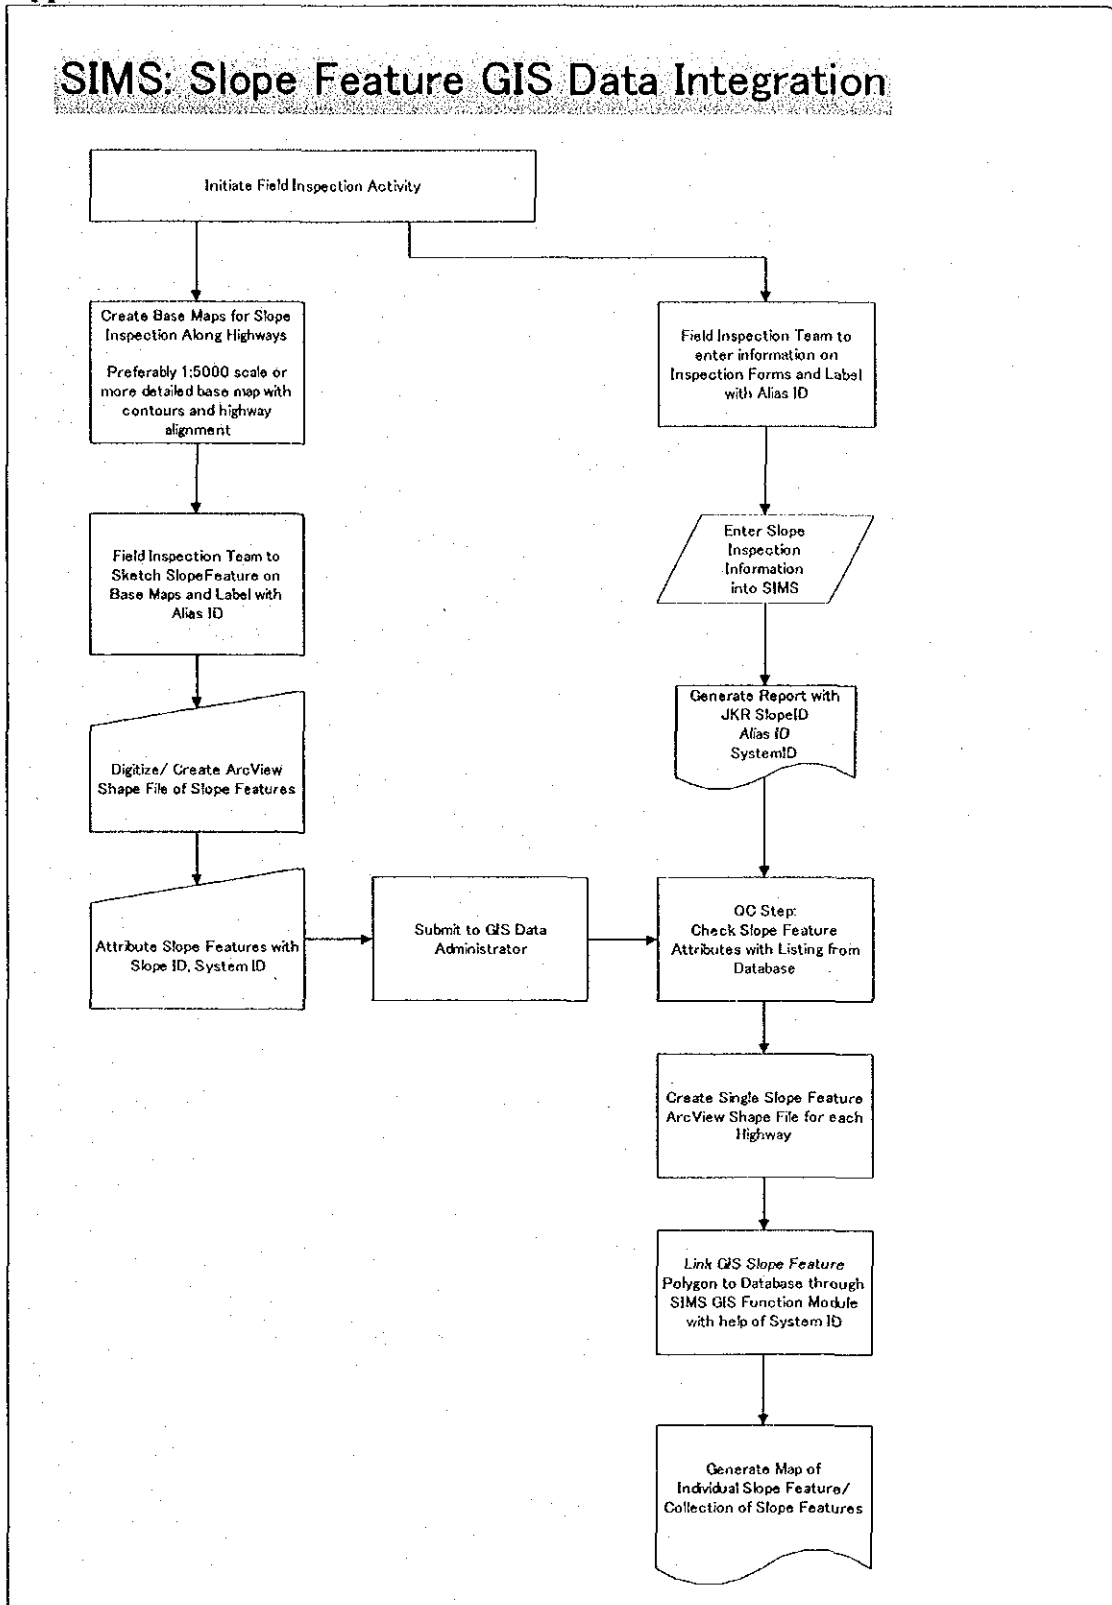 SIMS: Slope Feature GIS Data Integration
Initiate Field Inspection Activity
Create Base Maps for Slope
Inspection Along Highways
Preferably 1:5000 scale or
more detailed base map with
contours and highway
alignment
Field Inspection Team to
enter information on
Inspection Forms and Label
with Alias ID
Field Inspection Team to
Sketch SlopeFeature on
Base Maps and Label with
Alias ID
Enter Slope
Inspection
Information
into SIMS
Generate Report with
JKR SlopeID
Alias ID
SystemID
Digitize/ Create ArcView
Shape File of Slope Features
Attribute Slope Features with
Slope ID, System ID
Submit to GIS Data
Administrator
QC Step:
Check Slope Feature
Attributes with Listing from
Database
Create Single Slope Feature
ArcView Shape File for each
Highway
Link GIS Slope Feature
Polygon to Database through
SIMS GIS Function Module
with help of System ID
Generate Map of
Individual Slope Feature/
Collection of Slope Features